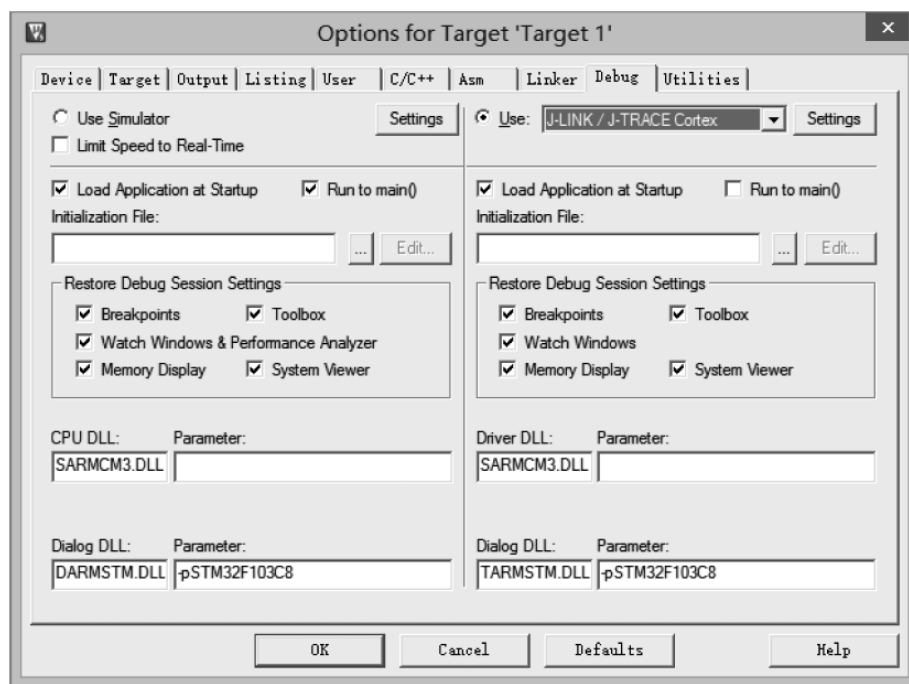 Options for Target 'Target 1'
Device Target Output Listing User C/C++ Asm Linker Debug Utilities
Use Simulator Settings Use: J-LINK / J-TRACE Cortex Settings
Limit Speed to Real-Time
Load Application at Startup Run to main() Load Application at Startup Run to main()
Initialization File: Initialization File:
... Edit... ... Edit...
Restore Debug Session Settings Restore Debug Session Settings
Breakpoints Toolbox Breakpoints Toolbox
Watch Windows & Performance Analyzer Watch Windows
Memory Display System Viewer Memory Display System Viewer
CPU DLL: Parameter: Driver DLL: Parameter:
SARMCM3.DLL SARMCM3.DLL
Dialog DLL: Parameter: Dialog DLL: Parameter:
DARMSTM.DLL -pSTM32F103C8 TARMSTM.DLL -pSTM32F103C8
OK Cancel Defaults Help